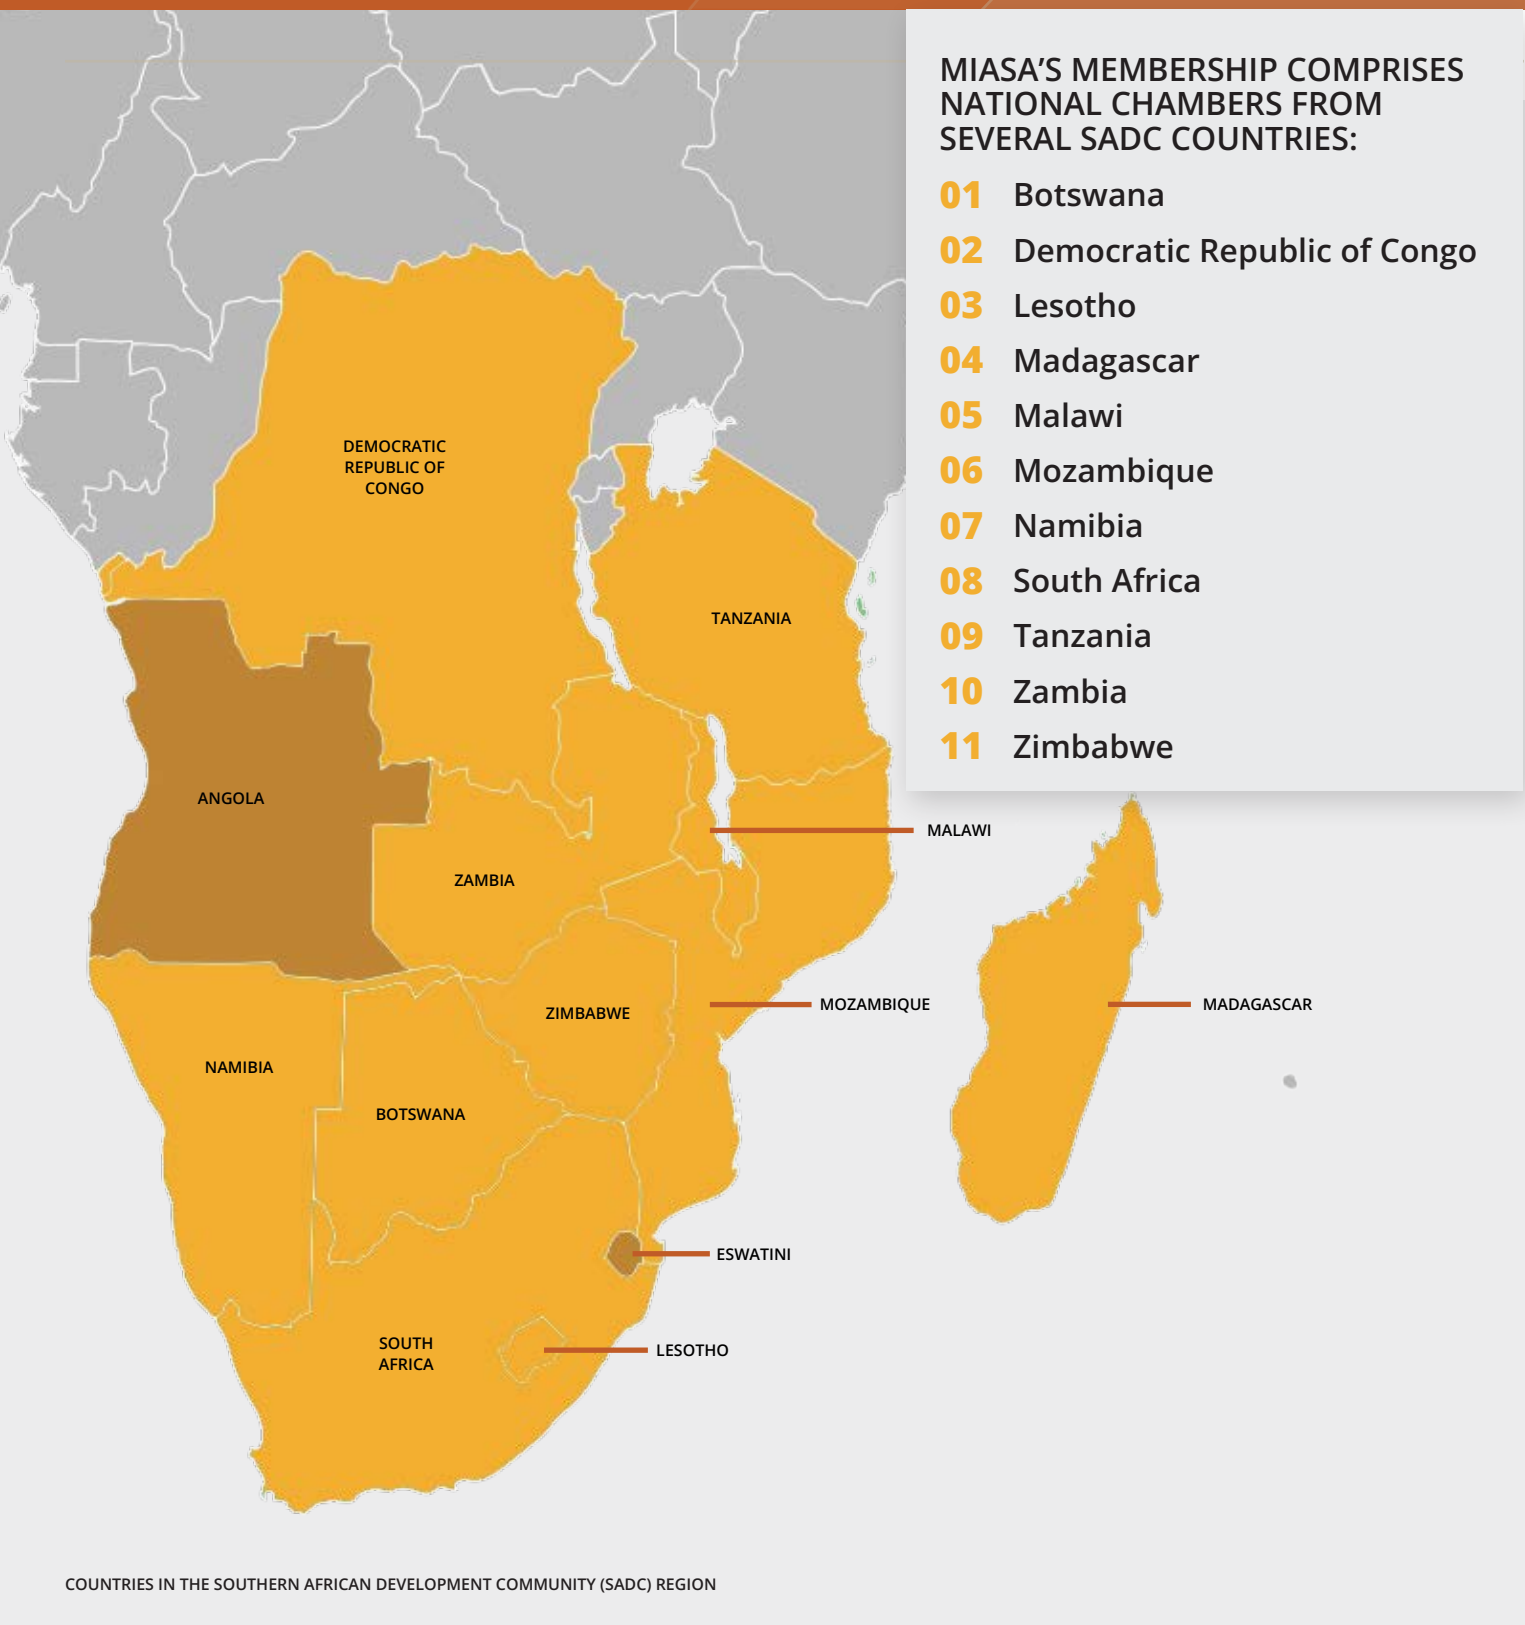 MIASA’S MEMBERSHIP COMPRISES
NATIONAL CHAMBERS FROM
SEVERAL SADC COUNTRIES:
01 Botswana
02 Democratic Republic of Congo
03 Lesotho
04 Madagascar
05 Malawi
06 Mozambique
07 Namibia
08 South Africa
09 Tanzania
10 Zambia
11 Zimbabwe
DEMOCRATIC
REPUBLIC OF
CONGO
TANZANIA
ANGOLA
MALAWI
ZAMBIA
MOZAMBIQUE
MADAGASCAR
ZIMBABWE
NAMIBIA
BOTSWANA
ESWATINI
SOUTH
AFRICA
LESOTHO
COUNTRIES IN THE SOUTHERN AFRICAN DEVELOPMENT COMMUNITY (SADC) REGION